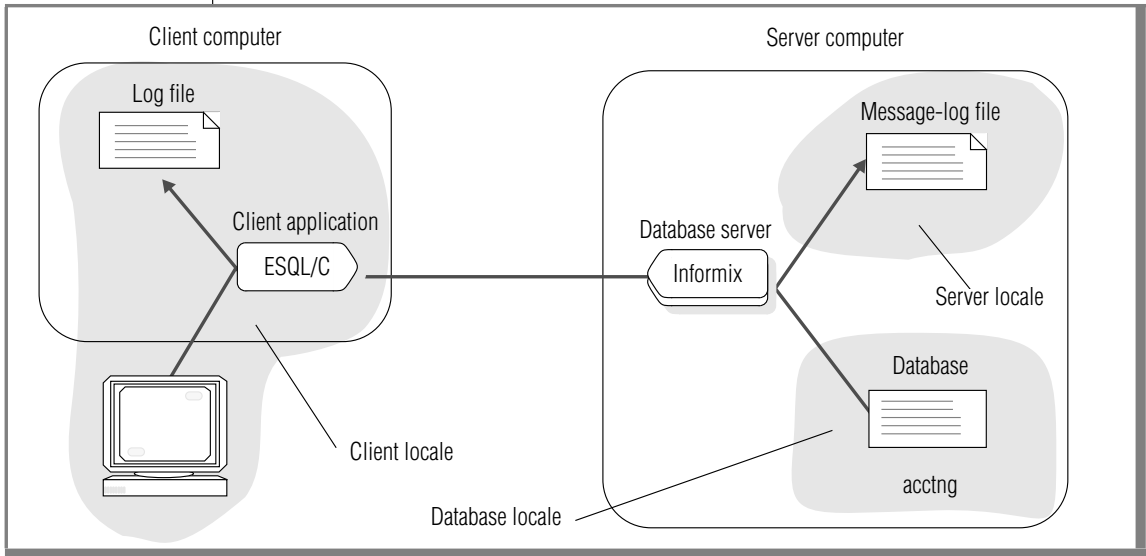 Client computer
Server computer
Log file
Message-log file
Client application
ESQL/C
Database server
Informix
Server locale
Database
Client locale
acctng
Database locale